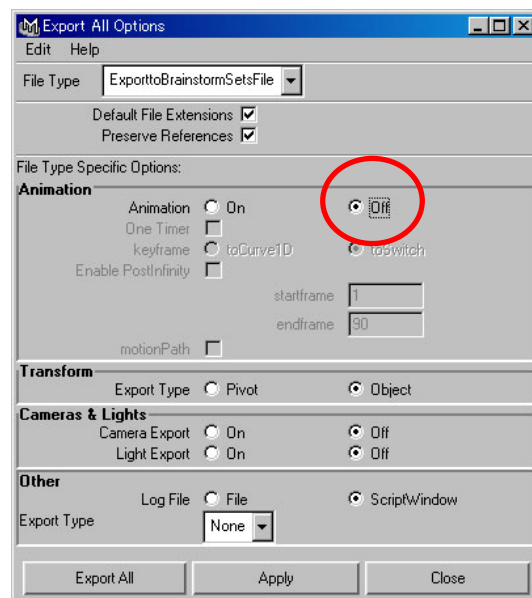 Export All Options
Edit Help
File Type ExporttoBrainstormSetsFile
Default File Extensions
Preserve References
File Type Specific Options:
Animation
Animation On Off
One Timer
keyframe toCurve1D toSwitch
Enable PostInfinity
startframe 1
endframe 90
motionPath
Transform
Export Type Pivot Object
Cameras & Lights
Camera Export On Off
Light Export On Off
Other
Log File File ScriptWindow
Export Type None
Export All Apply Close